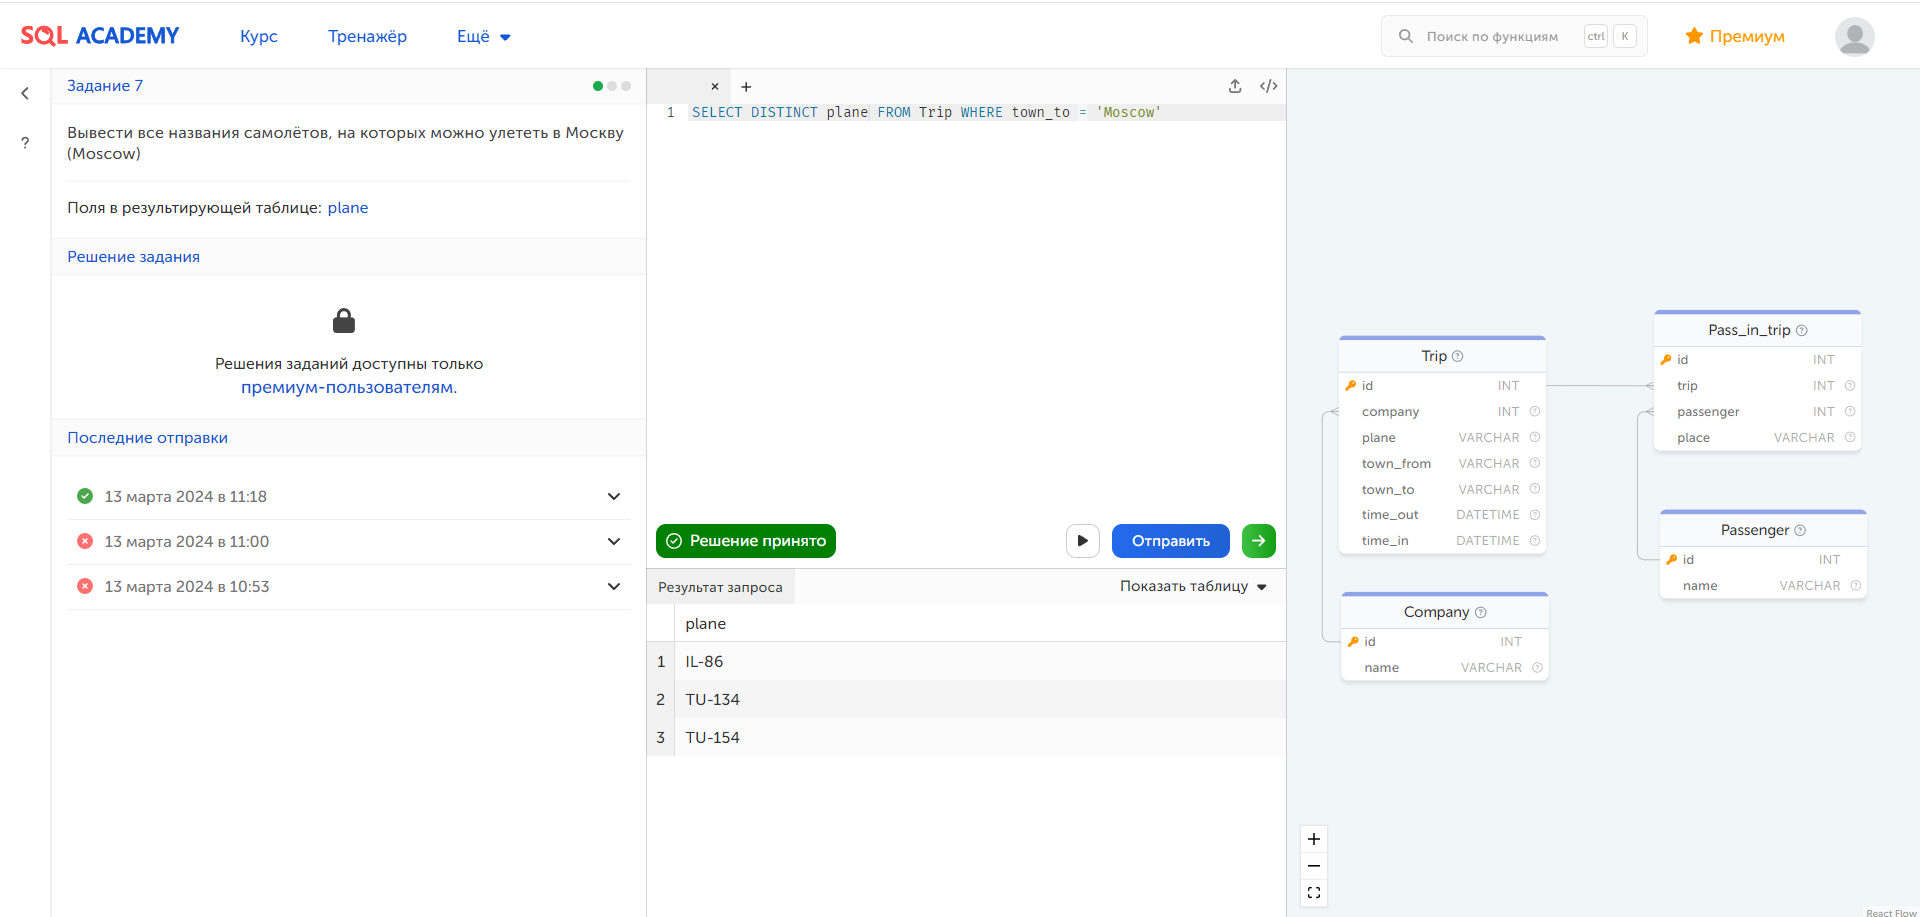 SQL ACADEMY
Курс
Тренажёр
Ещё
Поиск по функциям
ctrl
K
Премиум
Задание 7
?
Вывести все названия самолётов, на которых можно улететь в Москву
(Moscow)
Поля в результирующей таблице: plane
Решение задания
Решения заданий доступны только
премиум-пользователям.
Последние отправки
13 марта 2024 в 11:18
13 марта 2024 в 11:00
13 марта 2024 в 10:53
1 SELECT DISTINCT plane FROM Trip WHERE town_to = 'Moscow'
Решение принято
Отправить
Результат запроса
Показать таблицу
plane
1 IL-86
2 TU-134
3 TU-154
Trip
id INT
company INT
plane VARCHAR
town_from VARCHAR
town_to VARCHAR
time_out DATETIME
time_in DATETIME
Company
id INT
name VARCHAR
Pass_in_trip
id INT
trip INT
passenger INT
place VARCHAR
Passenger
id INT
name VARCHAR
React Flow